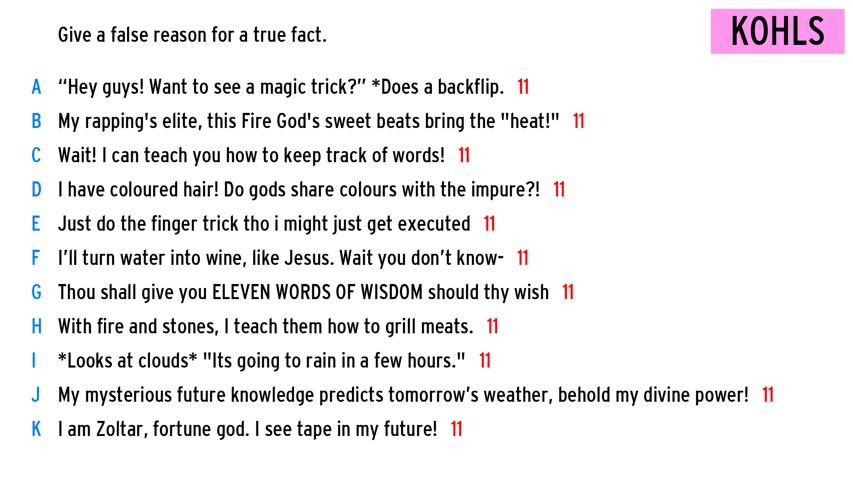 Give a false reason for a true fact.
KOHLS
A “Hey guys! Want to see a magic trick?” *Does a backflip. 11
B My rapping's elite, this Fire God's sweet beats bring the "heat!" 11
C Wait! I can teach you how to keep track of words! 11
D I have coloured hair! Do gods share colours with the impure?! 11
E Just do the finger trick tho i might just get executed 11
F I’ll turn water into wine, like Jesus. Wait you don’t know- 11
G Thou shall give you ELEVEN WORDS OF WISDOM should thy wish 11
H With fire and stones, I teach them how to grill meats. 11
I *Looks at clouds* "Its going to rain in a few hours." 11
J My mysterious future knowledge predicts tomorrow’s weather, behold my divine power! 11
K I am Zoltar, fortune god. I see tape in my future! 11